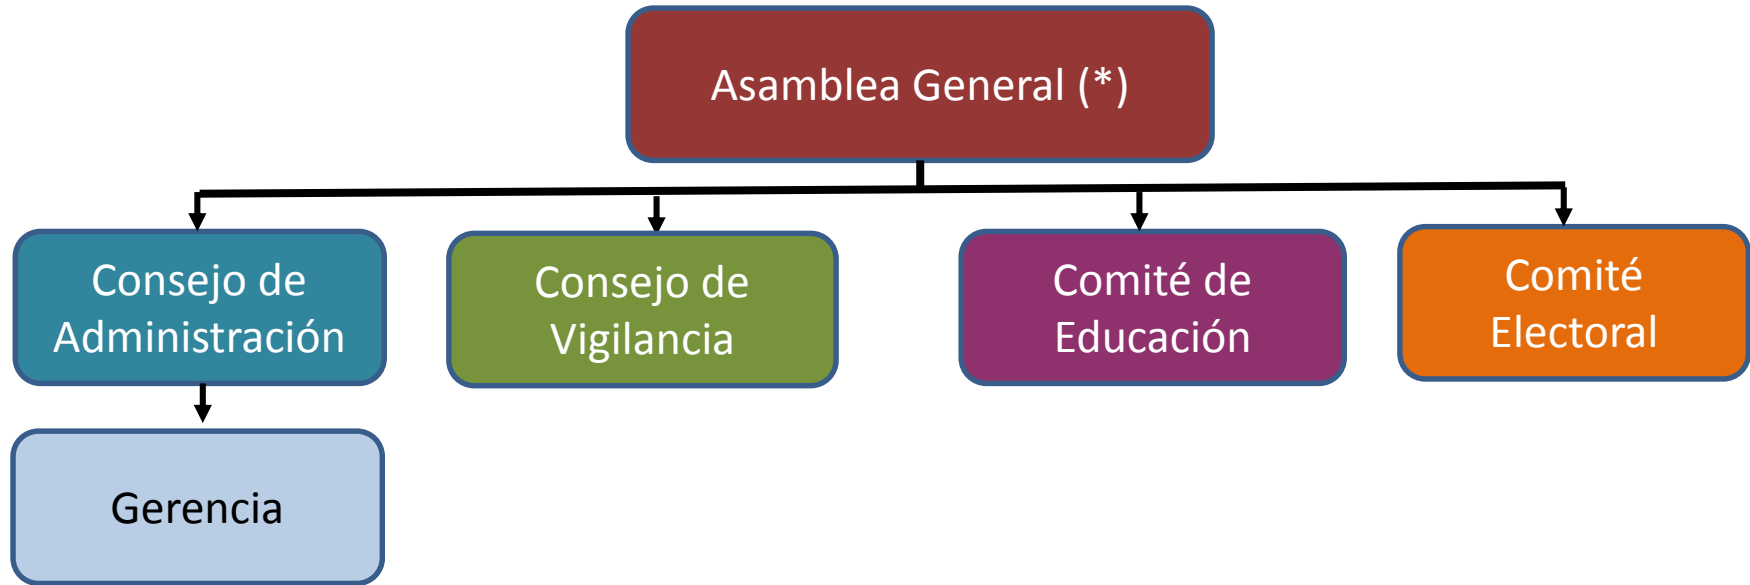 Asamblea General (*)
Consejo de
Administración
Consejo de
Vigilancia
Comité de
Educación
Comité
Electoral
Gerencia